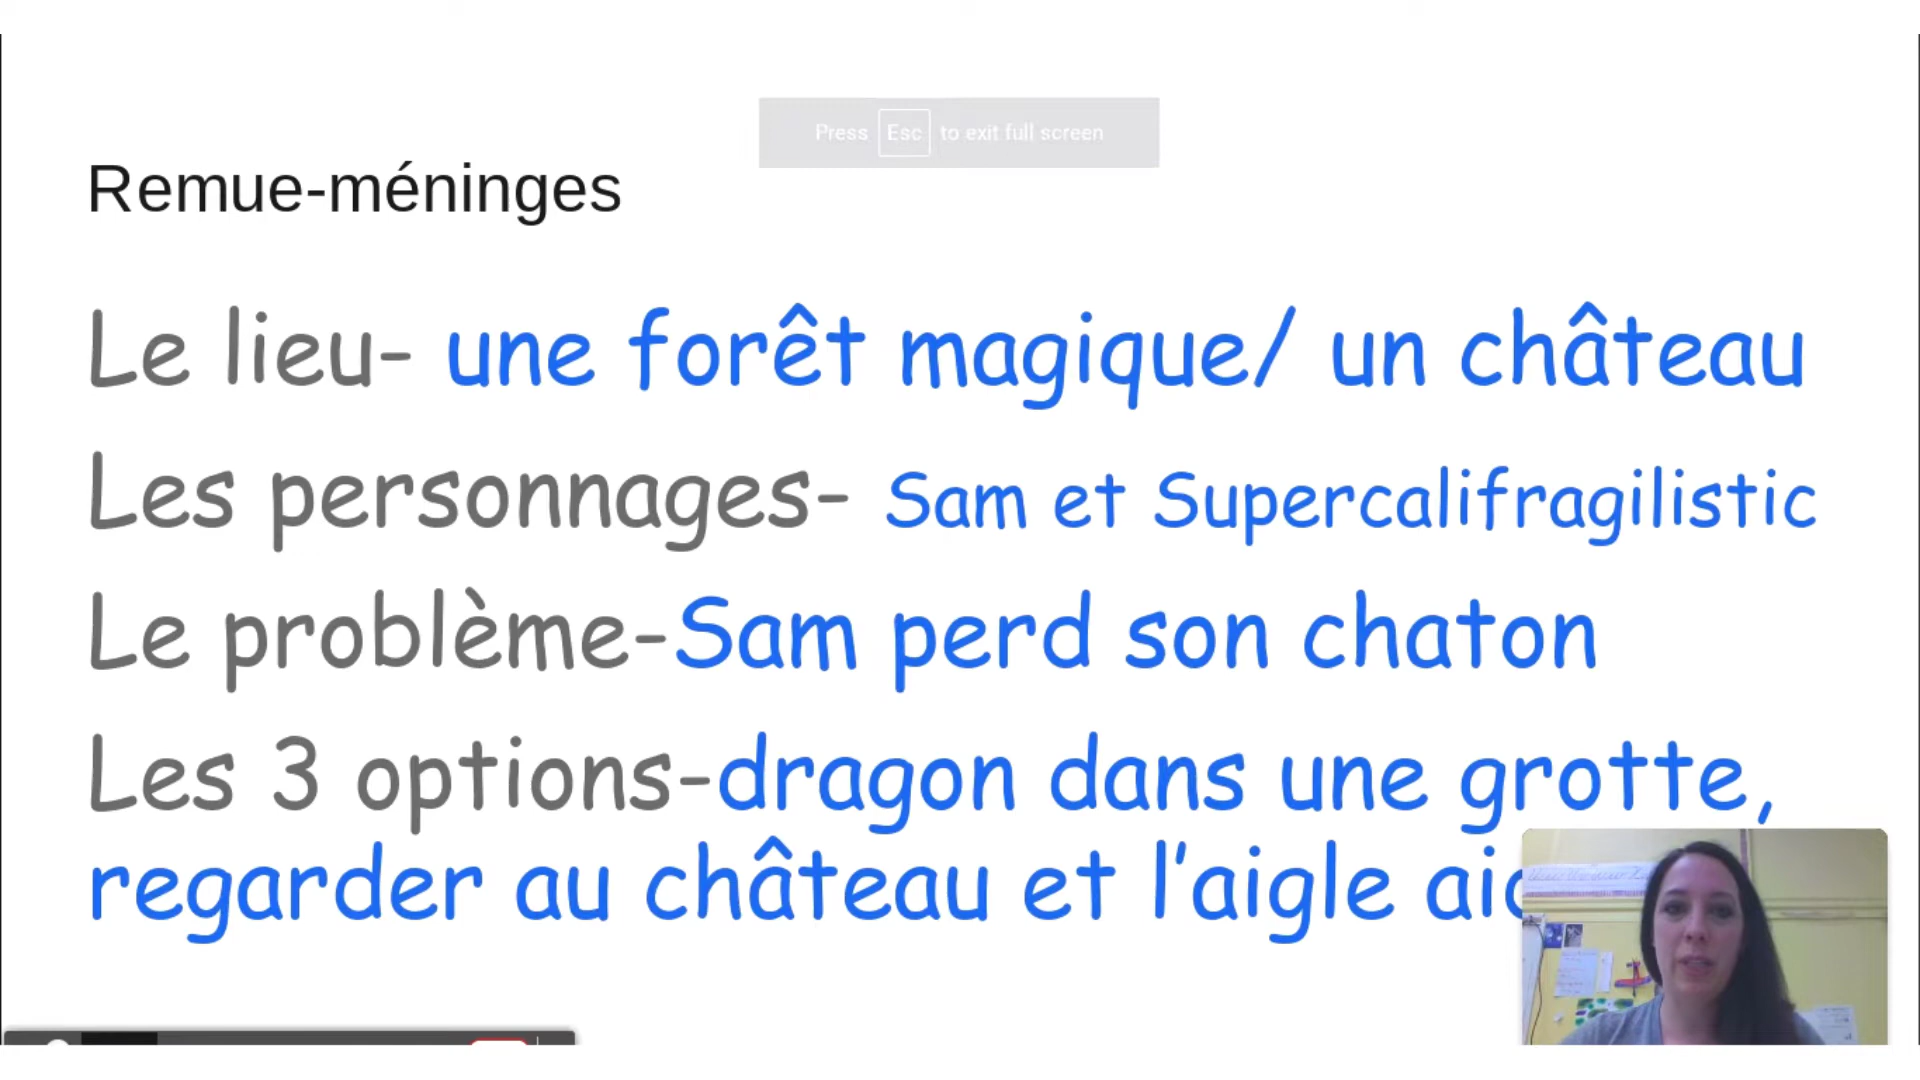 Press Esc to exit full screen
Remue-méninges
Le lieu- une forêt magique/ un château
Les personnages- Sam et Supercalifragilistic
Le problème-Sam perd son chaton
Les 3 options-dragon dans une grotte,
regarder au château et l'aigle